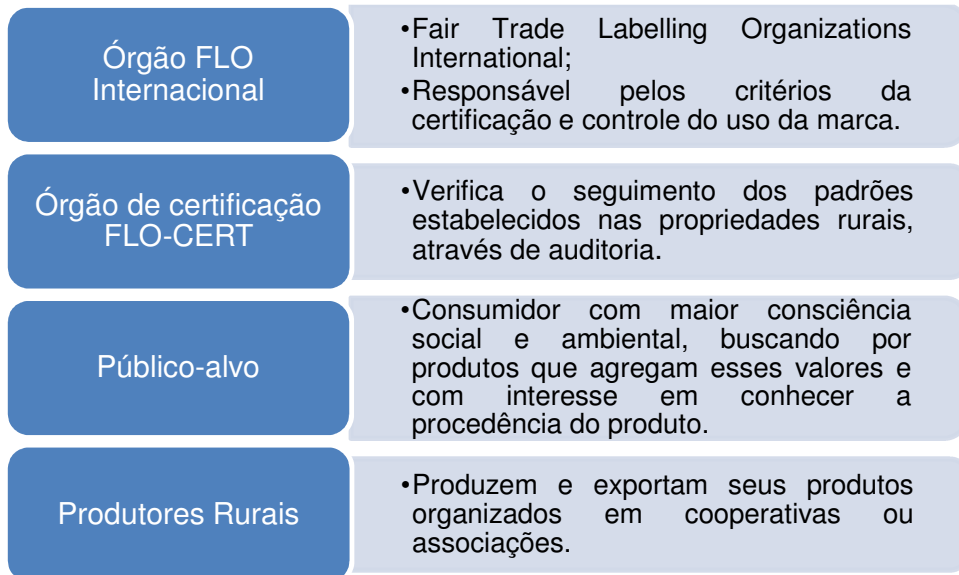 Órgão FLO
Internacional
•Fair Trade Labelling Organizations
International;
•Responsável pelos critérios da
certificação e controle do uso da marca.
Órgão de certificação
FLO-CERT
•Verifica o seguimento dos padrões
estabelecidos nas propriedades rurais,
através de auditoria.
Público-alvo
•Consumidor com maior consciência
social e ambiental, buscando por
produtos que agregam esses valores e
com interesse em conhecer a
procedência do produto.
Produtores Rurais
•Produzem e exportam seus produtos
organizados em cooperativas ou
associações.